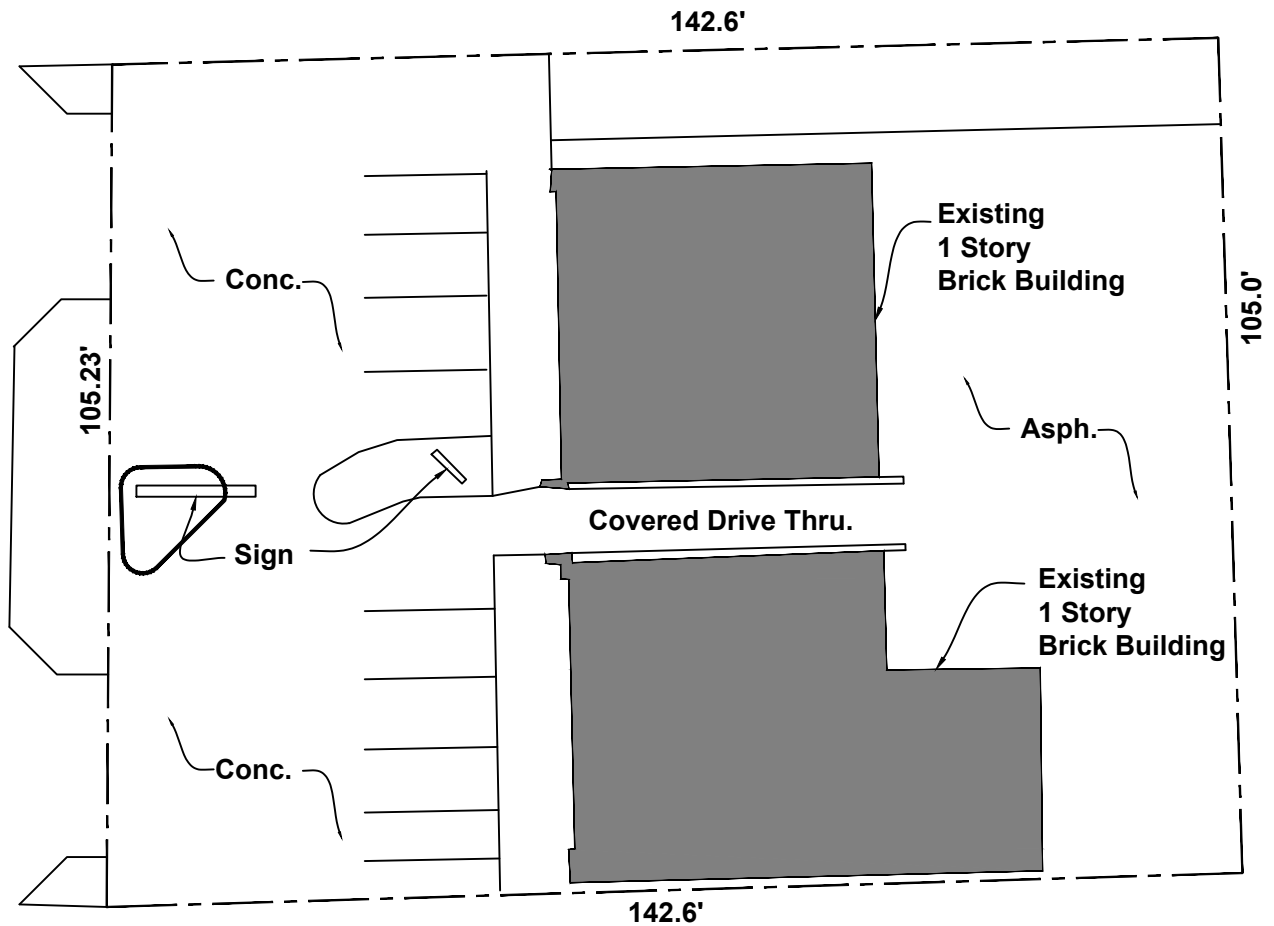 142.6'
Existing
1 Story
Brick Building
Conc.
105.0'
105.23'
Asph.
Covered Drive Thru.
Sign
Existing
1 Story
Brick Building
Conc.
142.6'